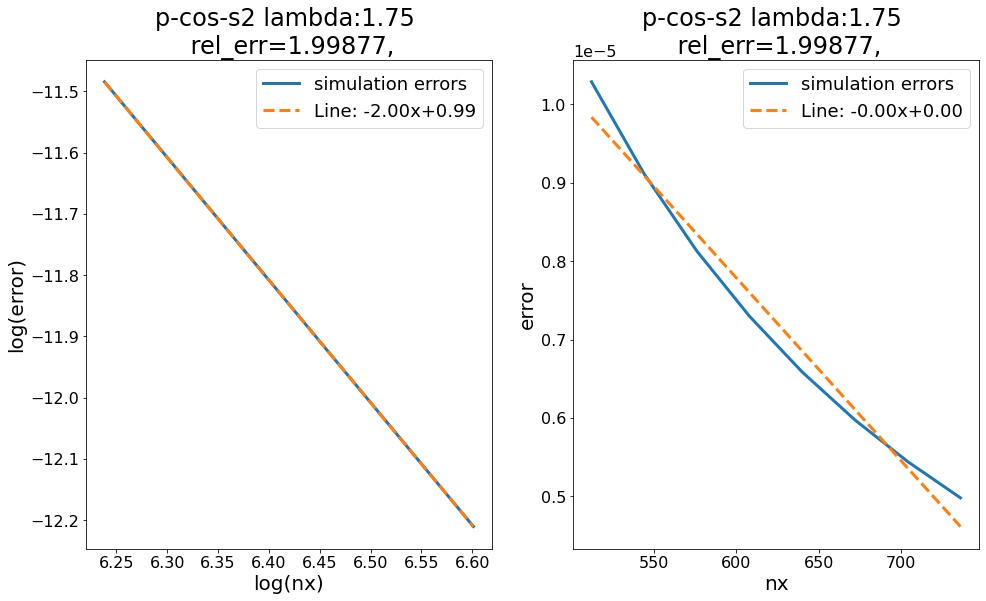 p-cos-s2 lambda:1.75
rel_err=1.99877,
simulation errors
Line: -2.00x+0.99
−11.5
−11.6
−11.7
−11.8
−11.9
−12.0
−12.1
−12.2
log(error)
6.25
6.30
6.35
6.40
6.45
6.50
6.55
6.60
log(nx)
p-cos-s2 lambda:1.75
rel_err=1.99877,
1e−5
simulation errors
Line: -0.00x+0.00
1.0
0.9
0.8
0.7
0.6
0.5
error
550
600
650
700
nx